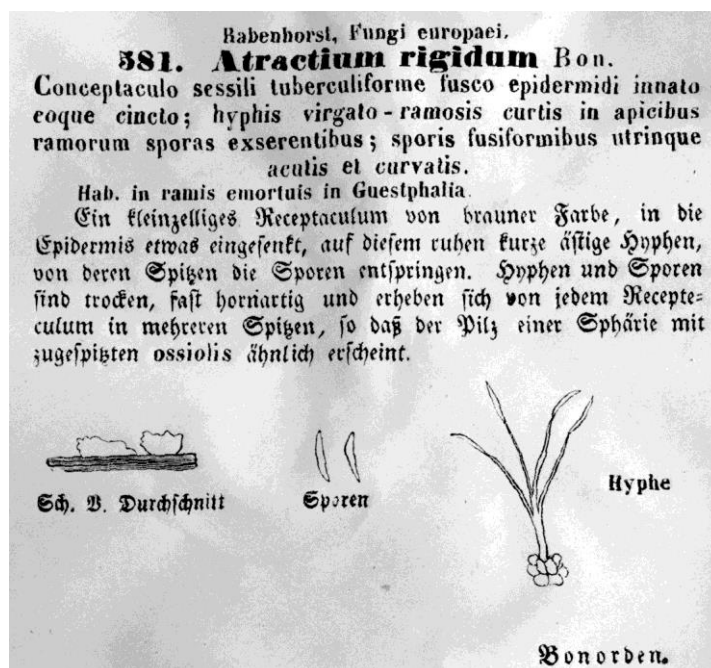 Rabenhorst, Fungi europaei.
581. Atractium rigidum Bon.
Conceptaculo sessili tuberculiforme fusco epidermidi innato
eoque cincto; hyphis virgato-ramosis curtis in apicibus
ramorum sporas exserentibus; sporis fusiformibus utrinque
acutis et curvatis.
Hab. in ramis emortuis in Guestphalia.
Ein kleinzelliges Receptaculum von brauner Farbe, in die
Epidermis etwas eingesenkt, auf diesem ruhen kurze ästige Hyphen,
von deren Spitzen die Sporen entspringen. Hyphen und Sporen
sind trocken, fast hornartig und erheben sich von jedem Recepte-
culum in mehreren Spitzen, so daß der Pilz einer Sphärie mit
zugespitzten ossiolis ähnlich erscheint.
Sch. B. Durchschnitt
Sporen
Hyphe
Bonorden.